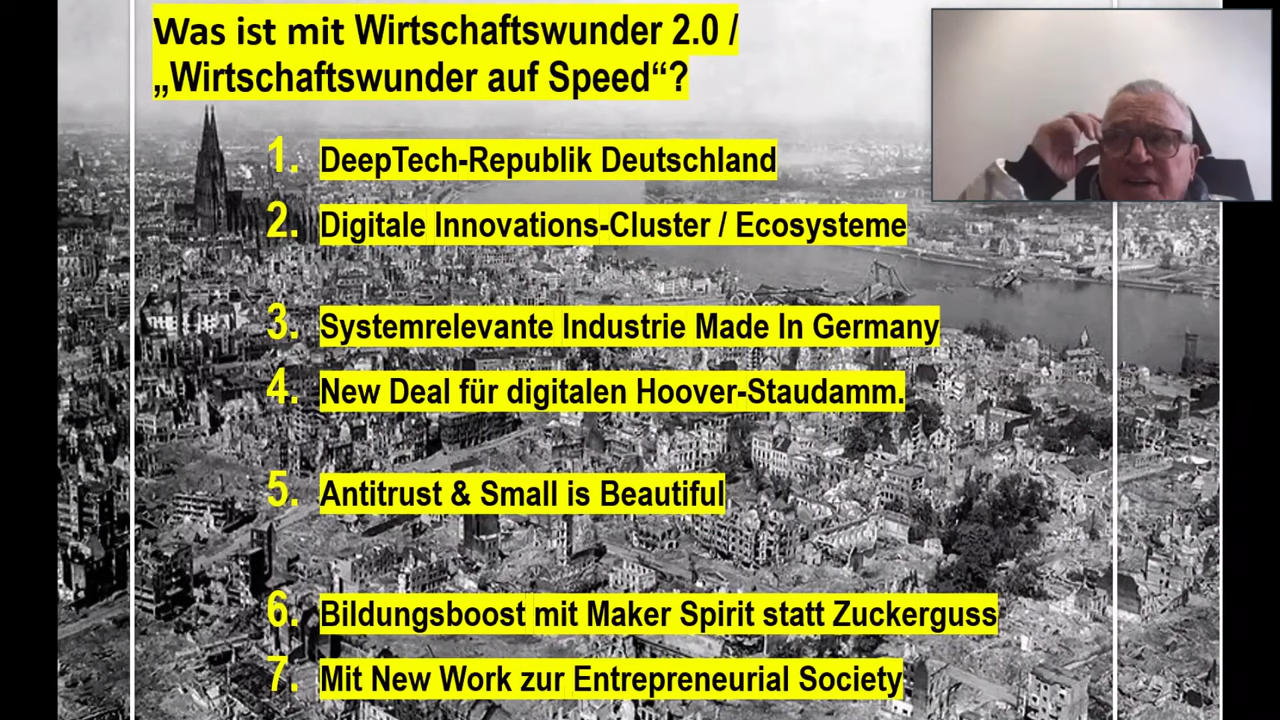 Was ist mit Wirtschaftswunder 2.0 /
„Wirtschaftswunder auf Speed“?
1. DeepTech-Republik Deutschland
2. Digitale Innovations-Cluster / Ecosysteme
3. Systemrelevante Industrie Made In Germany
4. New Deal für digitalen Hoover-Staudamm.
5. Antitrust & Small is Beautiful
6. Bildungsboost mit Maker Spirit statt Zuckerguss
7. Mit New Work zur Entrepreneurial Society